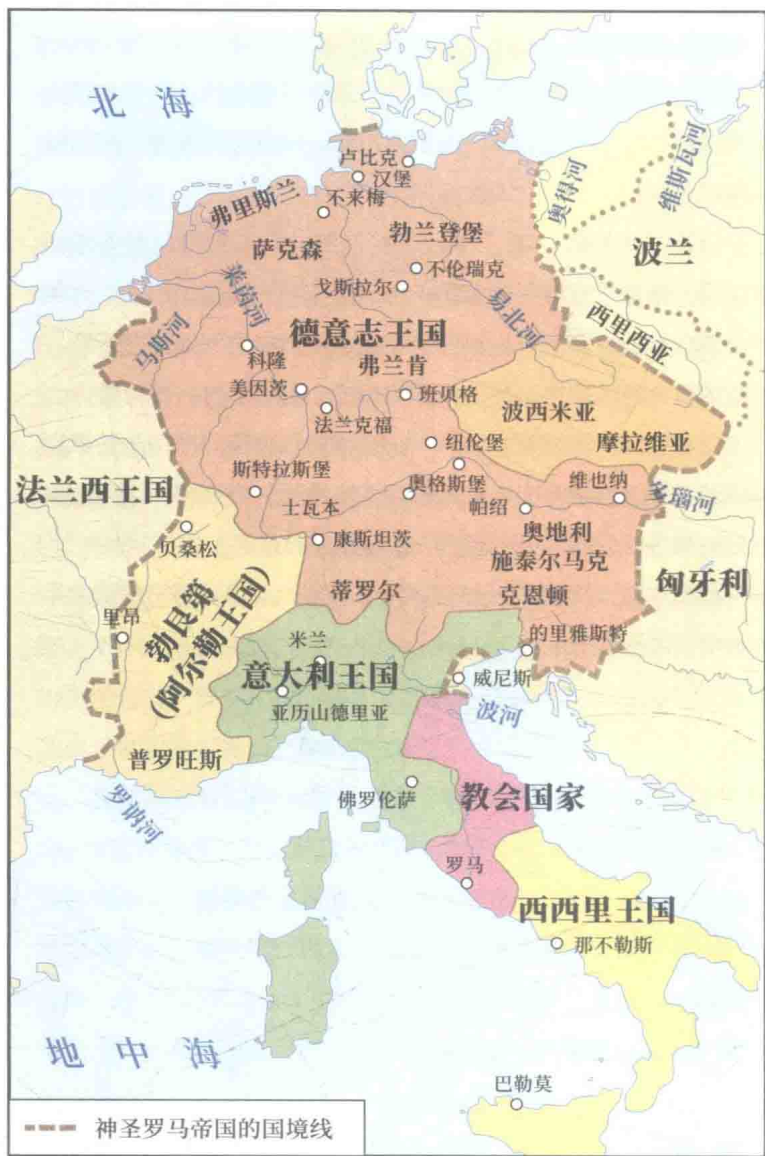 北海
卢比克
汉堡
不来梅
弗里斯兰
萨克森
勃兰登堡
奥得河
维斯瓦河
波兰
不伦瑞克
戈斯拉尔
莱茵河
易北河
西里西亚
马斯河
德意志王国
科隆
弗兰肯
美因茨
班贝格
法兰克福
波西米亚
摩拉维亚
纽伦堡
法兰西王国
斯特拉斯堡
奥格斯堡
维也纳
多瑙河
士瓦本
帕绍
贝桑松
康斯坦茨
奥地利
施泰尔马克
匈牙利
蒂罗尔
克恩顿
里昂
勃艮第
(阿尔勒王国)
米兰
的里雅斯特
意大利王国
威尼斯
亚历山德里亚
波河
普罗旺斯
罗讷河
佛罗伦萨
教会国家
罗马
西西里王国
那不勒斯
地中海
巴勒莫
神圣罗马帝国的国境线